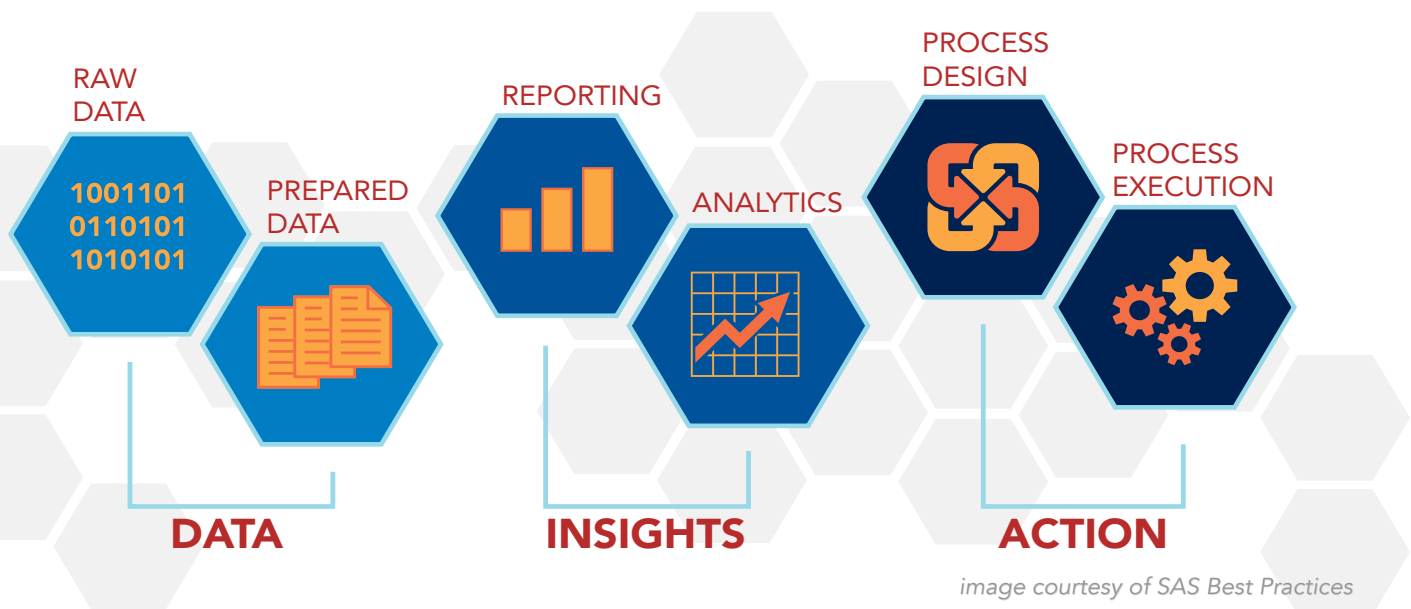 RAW
DATA
1001101
0110101
1010101
PREPARED
DATA
DATA
REPORTING
ANALYTICS
INSIGHTS
PROCESS
DESIGN
PROCESS
EXECUTION
ACTION
image courtesy of SAS Best Practices